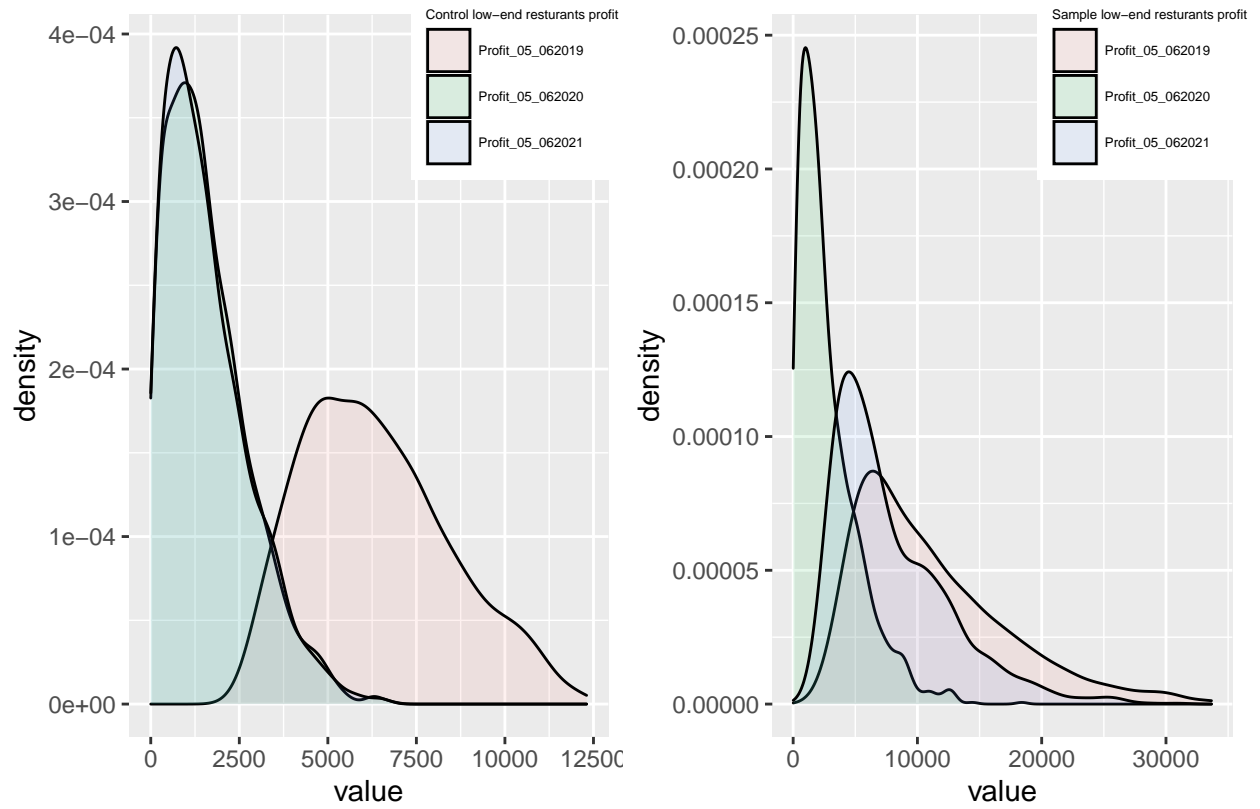 Control low−end resturants profit
Profit_05_062019
Profit_05_062020
Profit_05_062021
4e−04
3e−04
2e−04
1e−04
0e+00
density
0 2500 5000 7500 10000 12500
value
Sample low−end resturants profit
Profit_05_062019
Profit_05_062020
Profit_05_062021
0.00025
0.00020
0.00015
0.00010
0.00005
0.00000
density
0 10000 20000 30000
value